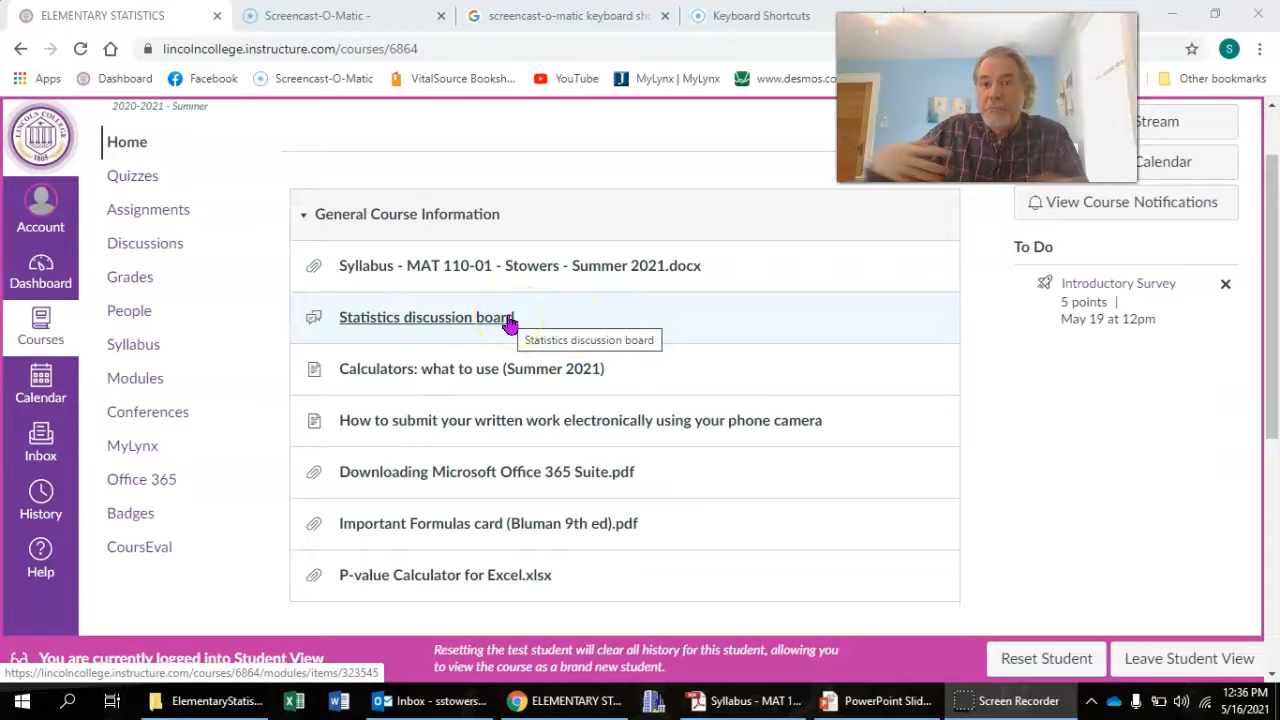 ELEMENTARY STATISTICS
Screencast-O-Matic -
screencast-o-matic keyboard sho
Keyboard Shortcuts
lincolncollege.instructure.com/courses/6864
S
Apps
Dashboard
Facebook
Screencast-O-Matic
VitalSource Booksh...
YouTube
MyLynx | MyLynx
www.desmos.co
Other bookmarks
LINCOLN COLLEGE
1865
Account
Dashboard
Courses
Calendar
Inbox
History
Help
2020-2021 - Summer
Home
Quizzes
Assignments
Discussions
Grades
People
Syllabus
Modules
Conferences
MyLynx
Office 365
Badges
CoursEval
General Course Information
Syllabus - MAT 110-01 - Stowers - Summer 2021.docx
Statistics discussion board
Statistics discussion board
Calculators: what to use (Summer 2021)
How to submit your written work electronically using your phone camera
Downloading Microsoft Office 365 Suite.pdf
Important Formulas card (Bluman 9th ed).pdf
P-value Calculator for Excel.xlsx
Stream
Calendar
View Course Notifications
To Do
Introductory Survey
5 points |
May 19 at 12pm
You are currently logged into Student View
Resetting the test student will clear all history for this student, allowing you
to view the course as a brand new student.
Reset Student
Leave Student View
https://lincolncollege.instructure.com/courses/6864/modules/items/323545
ElementaryStatis...
Inbox - sstowers...
ELEMENTARY ST...
Syllabus - MAT 1...
PowerPoint Slid...
Screen Recorder
12:36 PM
5/16/2021